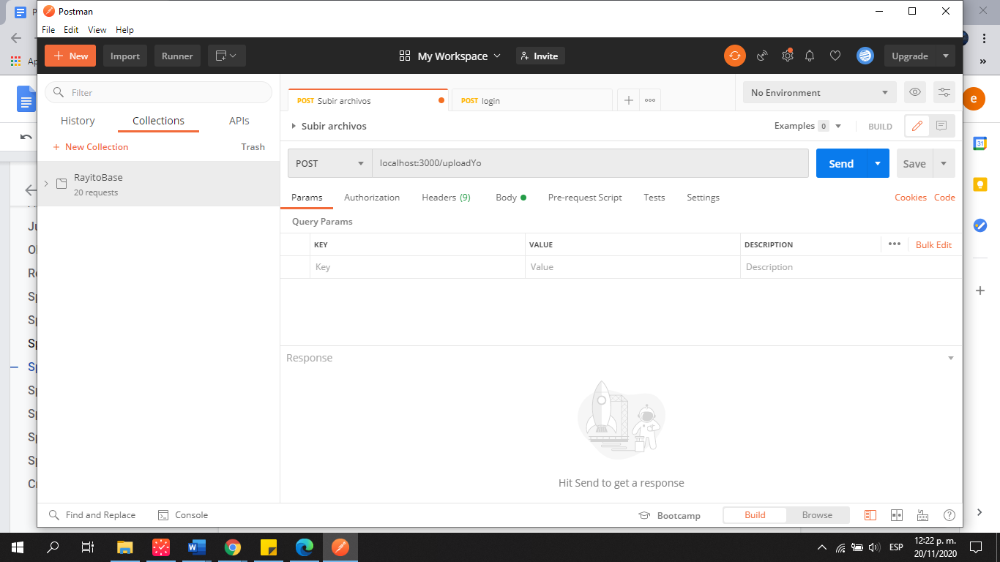 Postman
File Edit View Help
New Import Runner My Workspace Invite Upgrade
Filter
History Collections APIs
New Collection Trash
RayitoBase
20 requests
POST Subir archivos POST login
No Environment
Subir archivos Examples 0 BUILD
POST localhost:3000/uploadYo Send Save
Params Authorization Headers (9) Body Pre-request Script Tests Settings Cookies Code
Query Params
KEY VALUE DESCRIPTION Bulk Edit
Key Value Description
Response
Hit Send to get a response
Find and Replace Console Bootcamp Build Browse
e
31
ESP
12:22 p. m.
20/11/2020